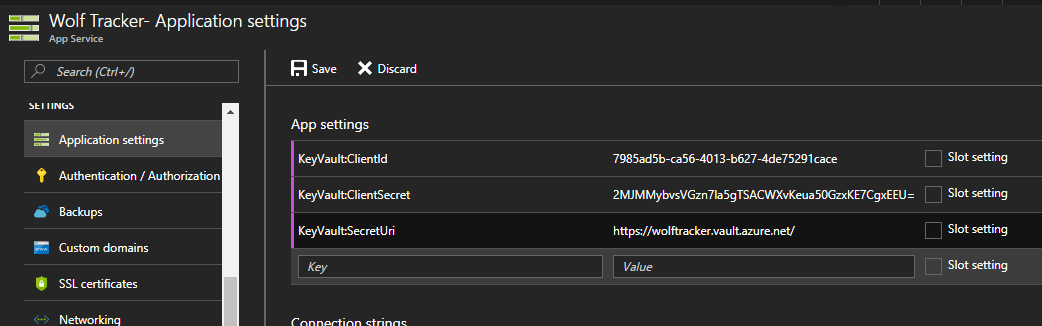 Wolf Tracker- Application settings
App Service
Search (Ctrl+/)
Save
Discard
SETTINGS
Application settings
Authentication / Authorization
Backups
Custom domains
SSL certificates
Networking
App settings
KeyVault:ClientId
7985ad5b-ca56-4013-b627-4de75291cace
Slot setting
KeyVault:ClientSecret
2MJMMybvsVGzn7la5gTSACWXvKeua50GzxKE7CgxEEU=
Slot setting
KeyVault:SecretUri
https://wolftracker.vault.azure.net/
Slot setting
Key
Value
Slot setting
Connection strings